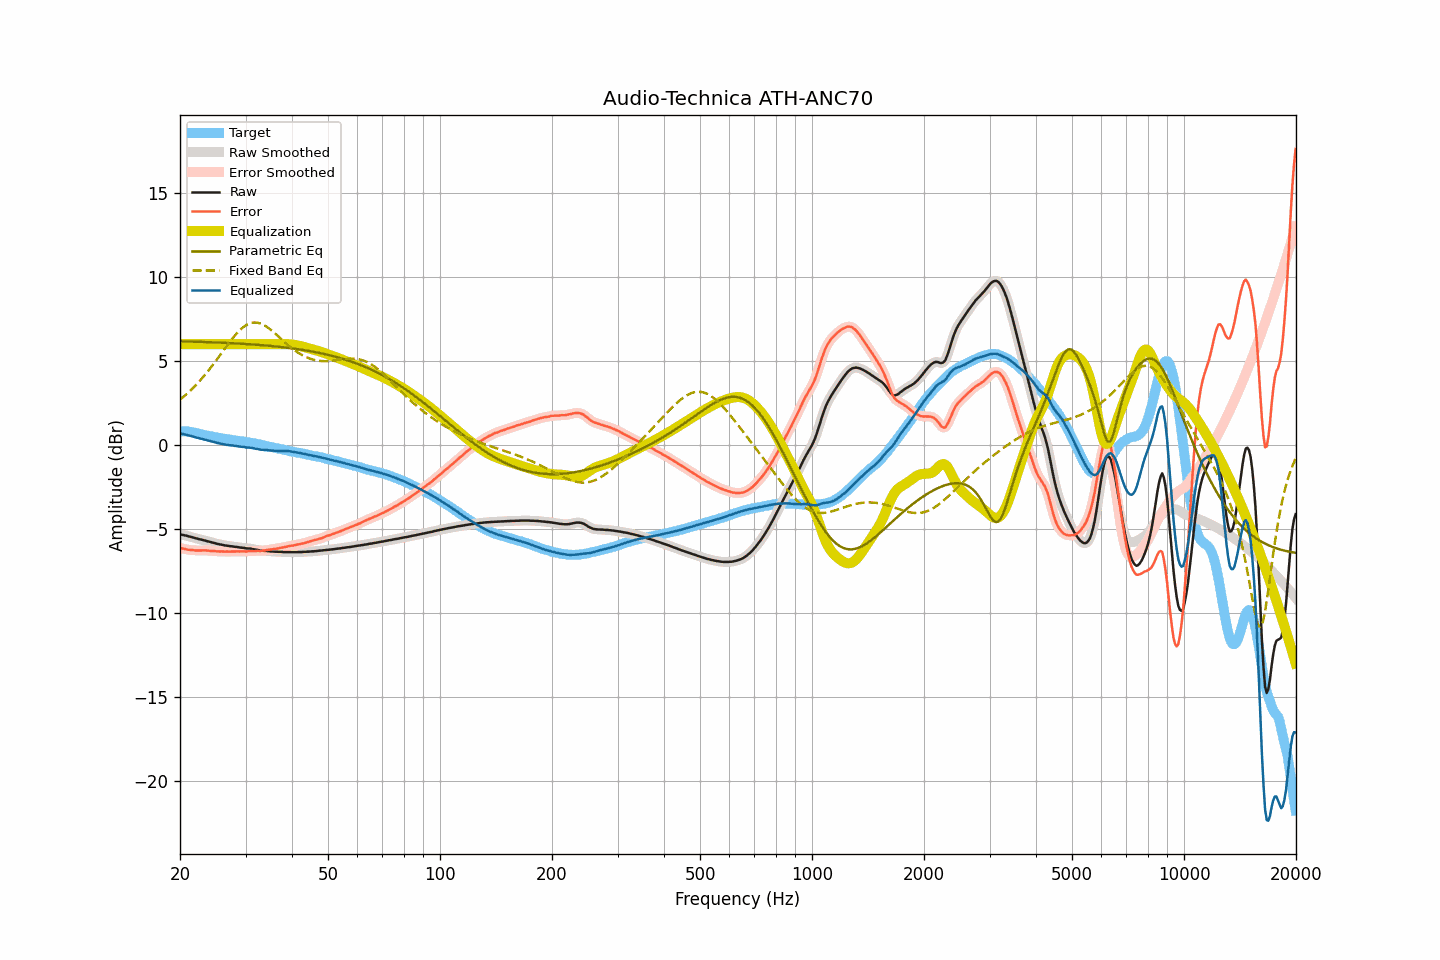 Audio-Technica ATH-ANC70
Target
Raw Smoothed
Error Smoothed
Raw
Error
Equalization
Parametric Eq
Fixed Band Eq
Equalized
Amplitude (dBr)
15
10
5
0
−5
−10
−15
−20
20 50 100 200 500 1000 2000 5000 10000 20000
Frequency (Hz)